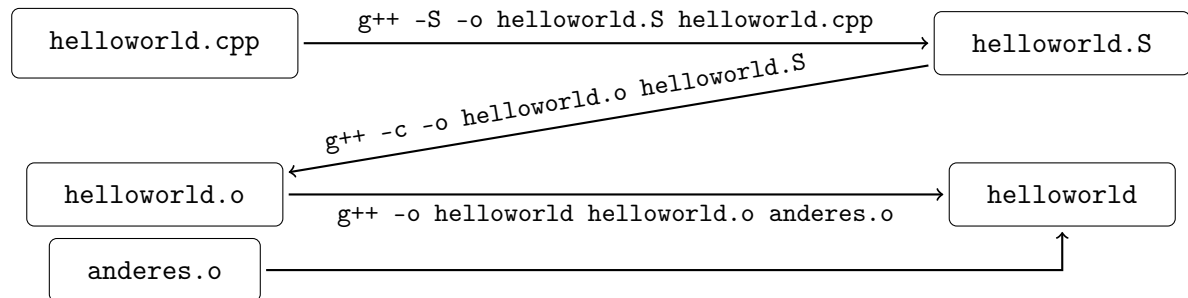 helloworld.cpp
g++ -S -o helloworld.S helloworld.cpp
helloworld.S
g++ -c -o helloworld.o helloworld.S
helloworld.o
g++ -o helloworld helloworld.o anderes.o
helloworld
anderes.o